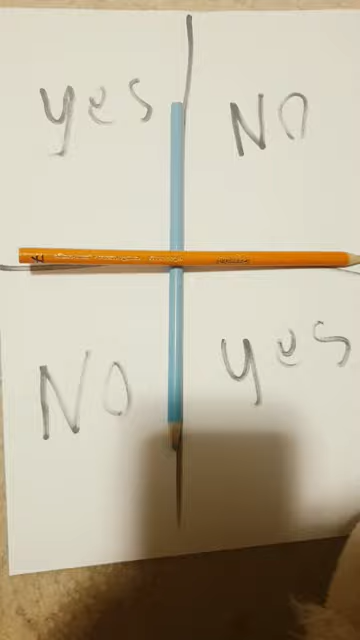 yes NO
NO yes